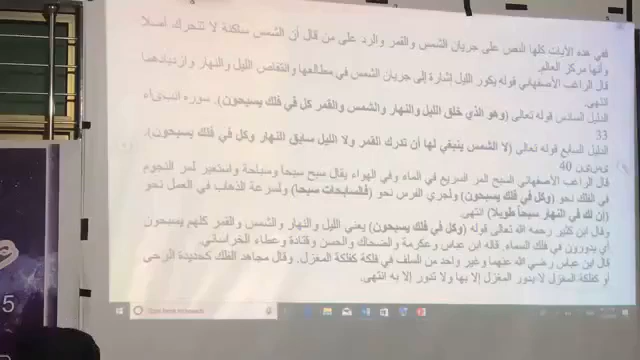 ففي هذه الآيات كلها النص على جريان الشمس والقمر والرد على من قال أن الشمس ساكنة لا تتحرك أصلا
وأنها مركز العالم.
قال الراغب الأصفهاني قوله يكور الليل إشارة إلى جريان الشمس في مطالعها وانتقاص الليل والنهار وازديادهما
انتهى.
الدليل السادس قوله تعالى (وهو الذي خلق الليل والنهار والشمس والقمر كل في فلك يسبحون). سورة الأنبياء
33
الدليل السابع قوله تعالى (لا الشمس ينبغي لها أن تدرك القمر ولا الليل سابق النهار وكل في فلك يسبحون).
40
قال الراغب الأصفهاني السبح المر السريع في الماء وفي الهواء يقال سبح سبحا وسباحة واستعير لمر النجوم
في الفلك نحو (وكل في فلك يسبحون) ولجري الفرس نحو (فالسابحات سبحا) ولسرعة الذهاب في العمل نحو
(إن لك في النهار سبحا طويلا) انتهى.
وقال ابن كثير رحمه الله تعالى قوله (وكل في فلك يسبحون) يعني الليل والنهار والشمس والقمر كلهم يسبحون
أي يدورون في فلك السماء. قاله ابن عباس وعكرمة والضحاك والحسن وقتادة وعطاء الخراساني.
قال ابن عباس رضي الله عنهما وغير واحد من السلف في فلكة كفلكة المغزل. وقال مجاهد الفلك كحديدة الرحى
أو كفلكة المغزل لا يدور المغزل إلا بها ولا تدور إلا به انتهى.
5